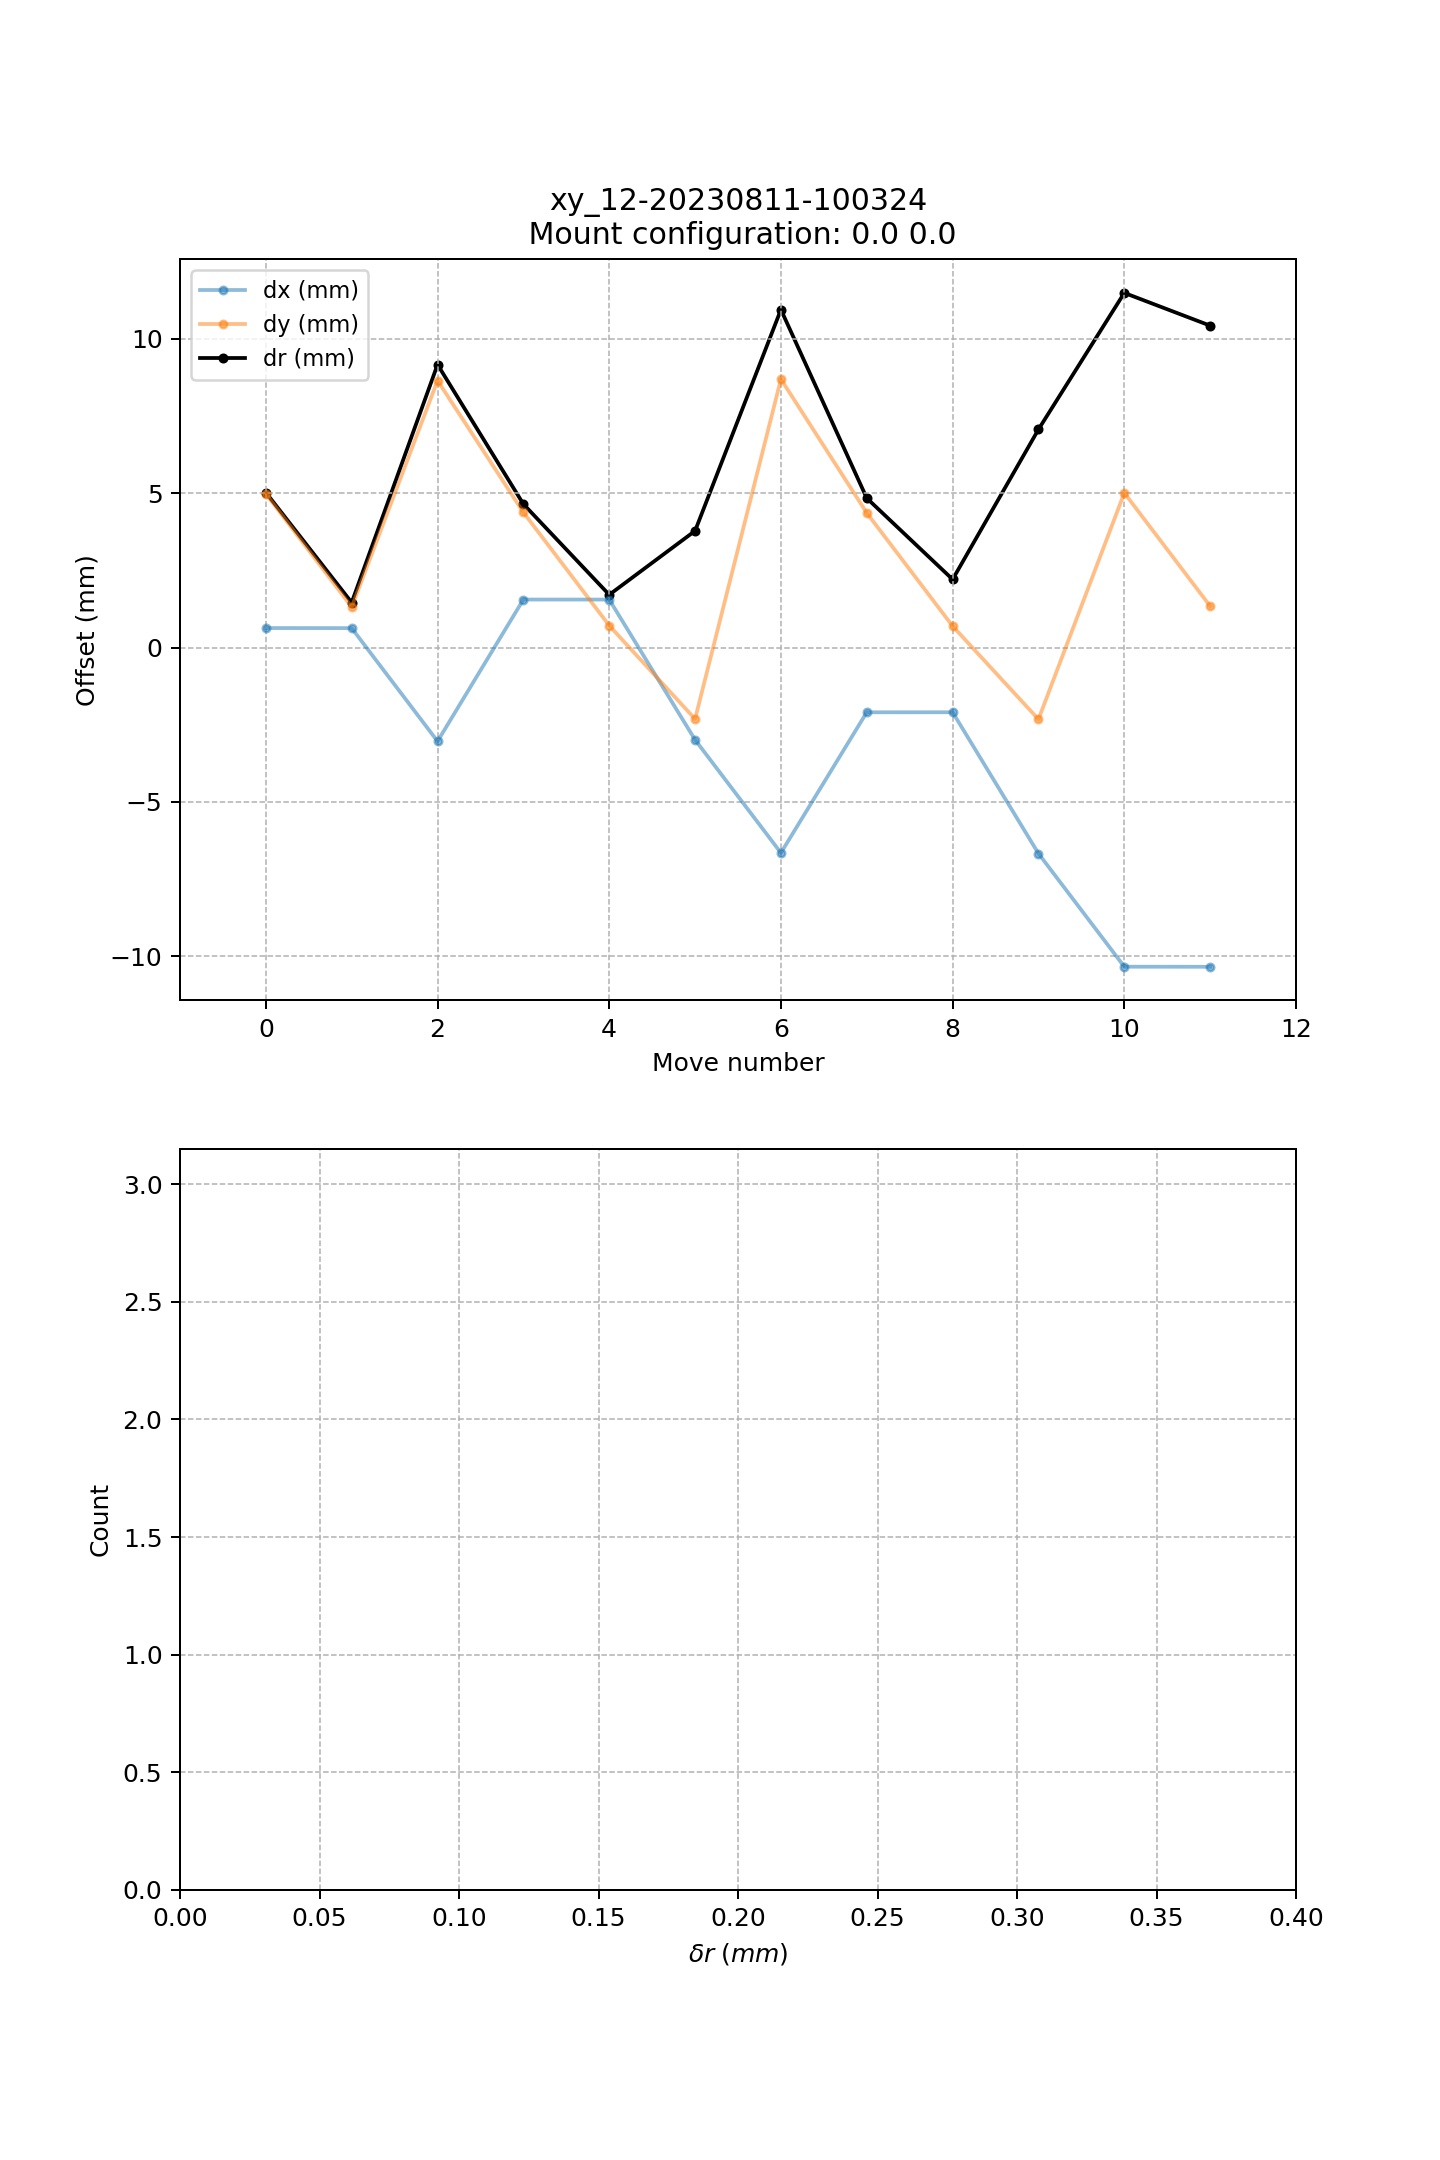 xy_12-20230811-100324
Mount configuration: 0.0 0.0
dx (mm)
dy (mm)
dr (mm)
10
5
0
−5
−10
Offset (mm)
0 2 4 6 8 10 12
Move number
3.0
2.5
2.0
1.5
1.0
0.5
0.0
Count
0.00 0.05 0.10 0.15 0.20 0.25 0.30 0.35 0.40
δr (mm)